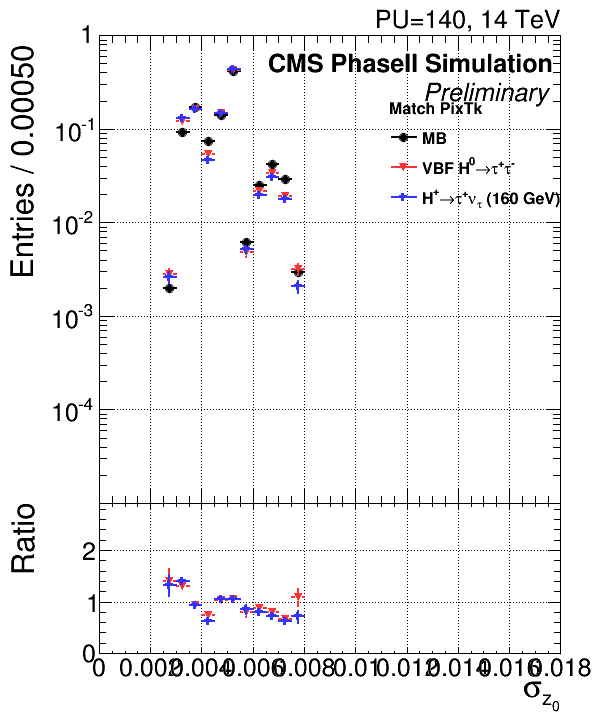 PU=140, 14 TeV
CMS PhaseII Simulation
Preliminary
Match PixTk
MB
VBF H⁰→τ⁺τ⁻
H⁺→τ⁺ν_τ (160 GeV)
Entries / 0.00050
1
10⁻¹
10⁻²
10⁻³
10⁻⁴
Ratio
2
1
0
0 0.002 0.004 0.006 0.008 0.01 0.012 0.014 0.016 0.018
σ_z₀